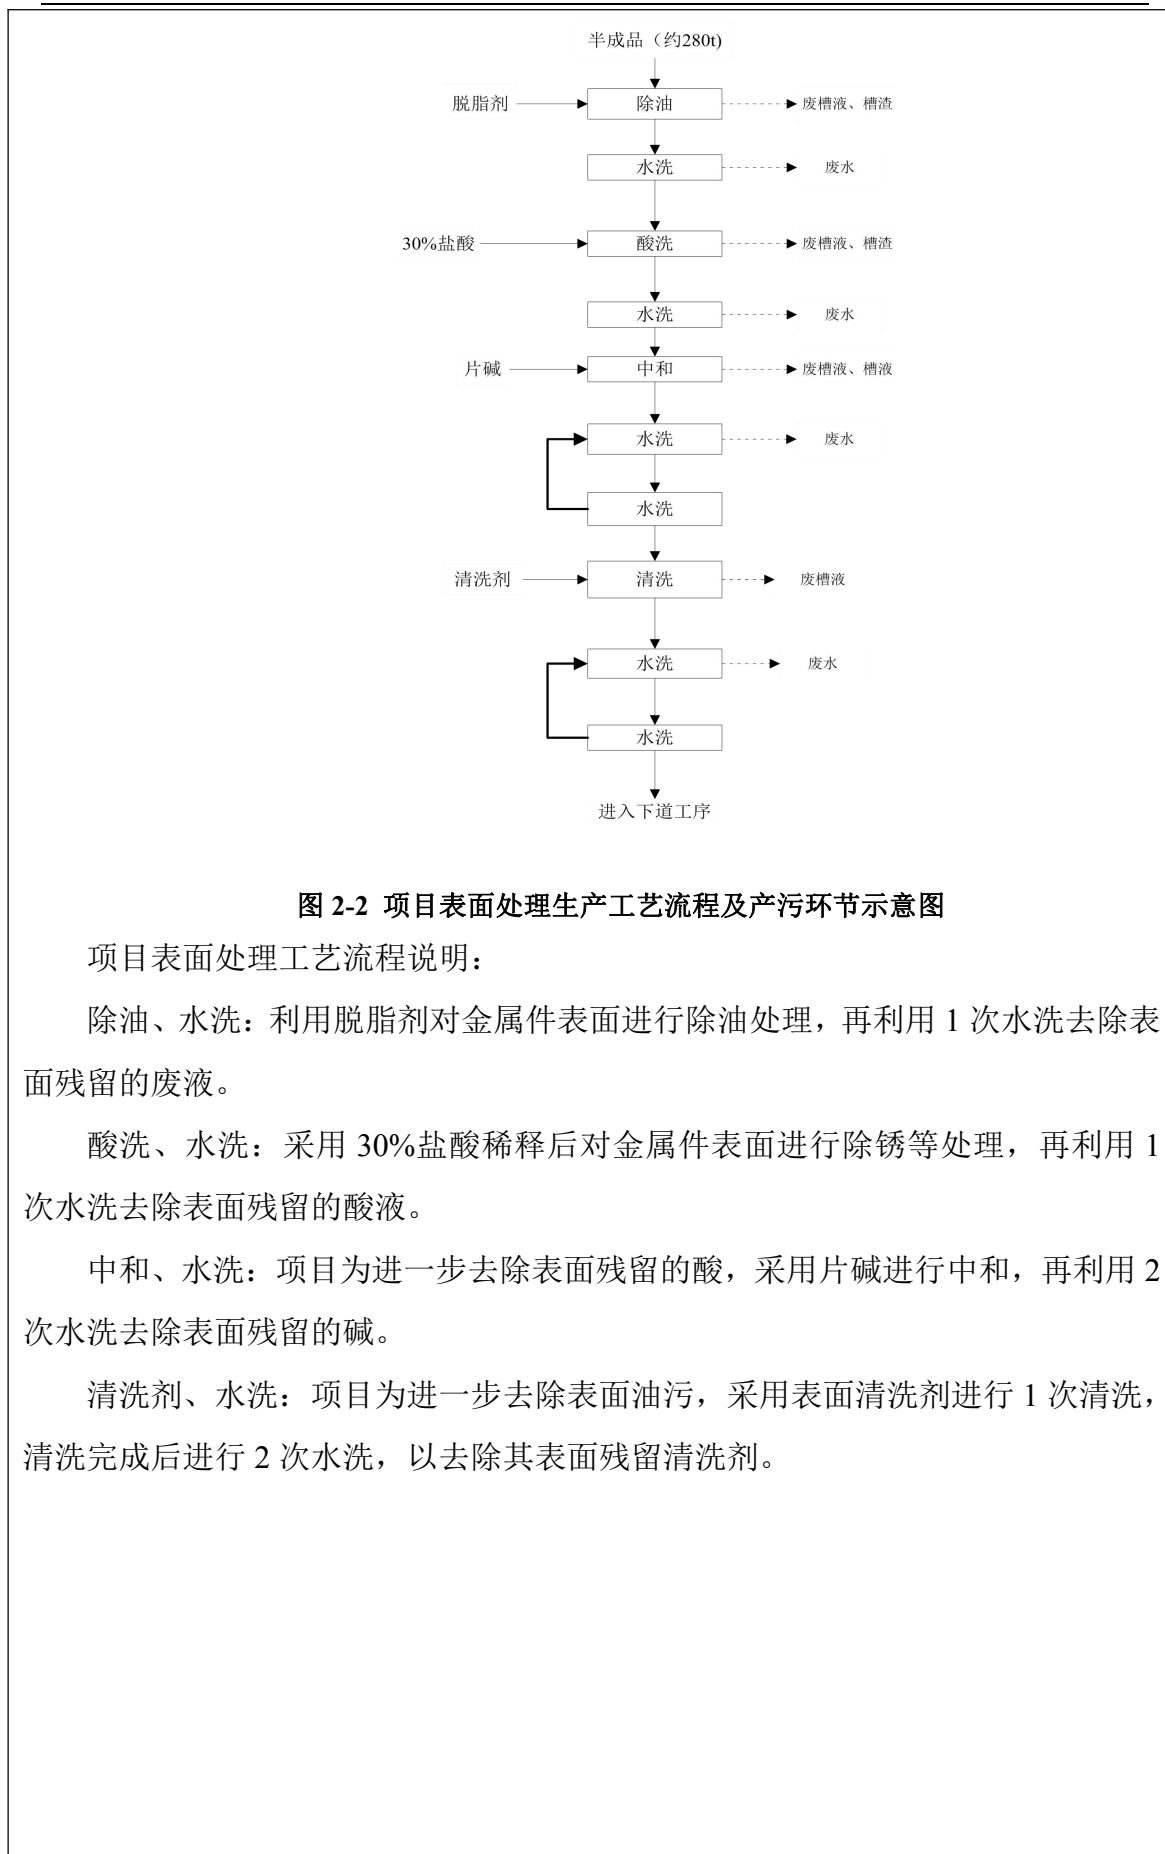 半成品（约280t)
脱脂剂 除油 废槽液、槽渣
水洗 废水
30%盐酸 酸洗 废槽液、槽渣
水洗 废水
片碱 中和 废槽液、槽液
水洗 废水
水洗
清洗剂 清洗 废槽液
水洗 废水
水洗
进入下道工序
图 2-2 项目表面处理生产工艺流程及产污环节示意图
项目表面处理工艺流程说明：
除油、水洗：利用脱脂剂对金属件表面进行除油处理，再利用 1 次水洗去除表
面残留的废液。
酸洗、水洗：采用 30%盐酸稀释后对金属件表面进行除锈等处理，再利用 1
次水洗去除表面残留的酸液。
中和、水洗：项目为进一步去除表面残留的酸，采用片碱进行中和，再利用 2
次水洗去除表面残留的碱。
清洗剂、水洗：项目为进一步去除表面油污，采用表面清洗剂进行 1 次清洗，
清洗完成后进行 2 次水洗，以去除其表面残留清洗剂。